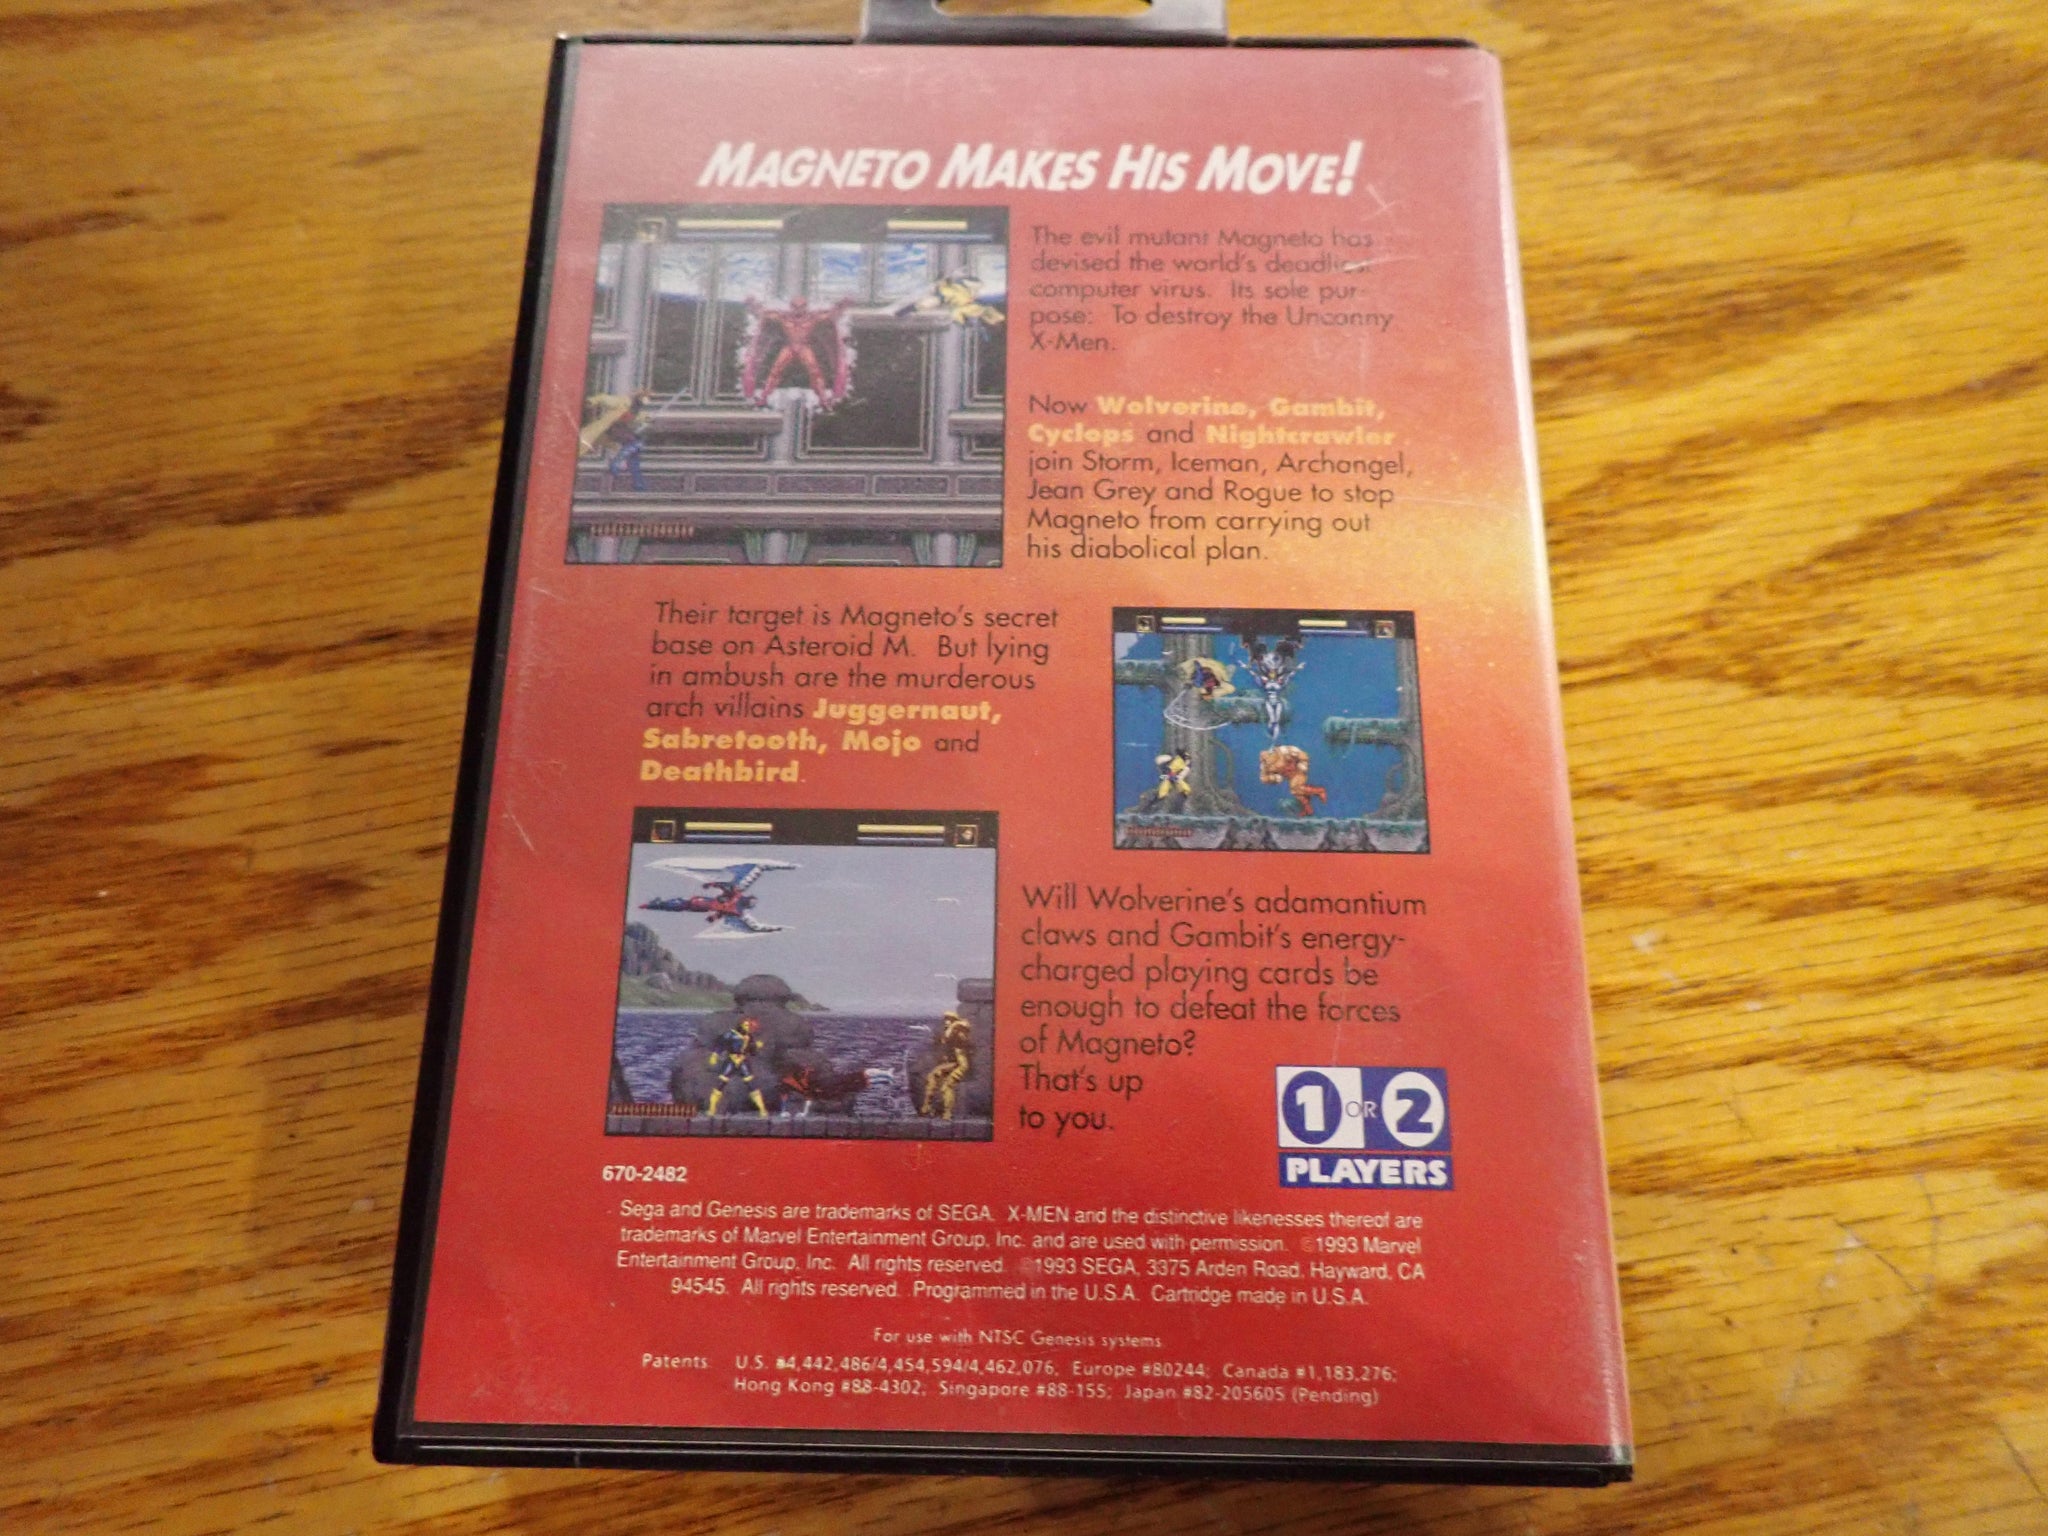 MAGNETO MAKES HIS MOVE!
The evil mutant Magneto has
devised the world's deadliest
computer virus. Its sole pur-
pose: To destroy the Uncanny
X-Men.
Now Wolverine, Gambit,
Cyclops and Nightcrawler
join Storm, Iceman, Archangel,
Jean Grey and Rogue to stop
Magneto from carrying out
his diabolical plan.
Their target is Magneto's secret
base on Asteroid M. But lying
in ambush are the murderous
arch villains Juggernaut,
Sabretooth, Mojo and
Deathbird.
Will Wolverine's adamantium
claws and Gambit's energy-
charged playing cards be
enough to defeat the forces
of Magneto?
That's up
to you.
1 OR 2
PLAYERS
670-2482
Sega and Genesis are trademarks of SEGA. X-MEN and the distinctive likenesses thereof are
trademarks of Marvel Entertainment Group, Inc. and are used with permission. ©1993 Marvel
Entertainment Group, Inc. All rights reserved. ©1993 SEGA, 3375 Arden Road, Hayward, CA
94545. All rights reserved. Programmed in the U.S.A. Cartridge made in U.S.A.
For use with NTSC Genesis systems
Patents: U.S. #4,442,486/4,454,594/4,462,076; Europe #80244; Canada #1,183,276;
Hong Kong #88-4302; Singapore #88-155; Japan #82-205605 (Pending)